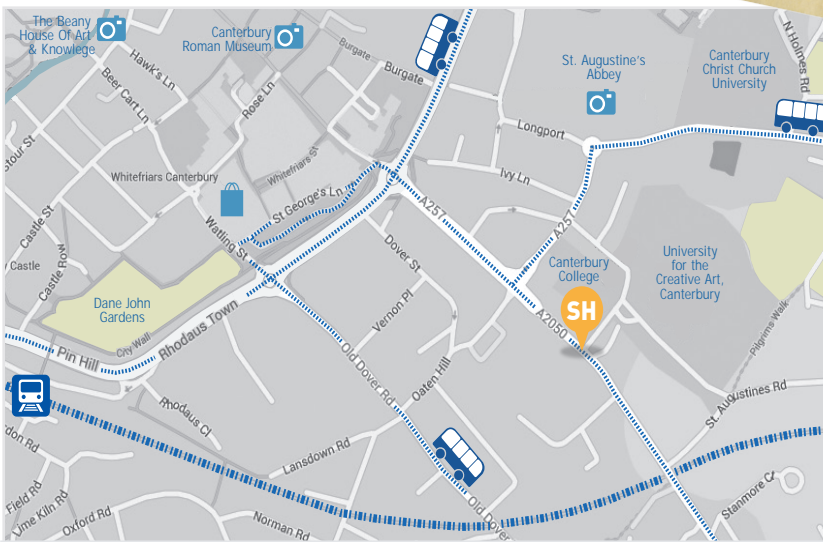 The Beany
House Of Art
& Knowlege
Canterbury
Roman Museum
Burgate
Burgate
St. Augustine's
Abbey
Canterbury
Christ Church
University
N Holmes Rd
Hawk's Ln
Beer Cart Ln
Rose Ln
Longport
Stour St
Whitefriars St
Ivy Ln
Whitefriars Canterbury
St George's Ln
A257
A257
Castle St
Watling St
Castle Row
Castle
Dover St
Canterbury
College
University
for the
Creative Art,
Canterbury
Dane John
Gardens
Vernon Pl
SH
A2050
City Wall
Rhodaus Town
Pin Hill
Pilgrims Walk
Old Dover Rd
Oaten Hill
St. Augustines Rd
Rhodaus Cl
don Rd
Lansdown Rd
Field Rd
Lime Kiln Rd
Oxford Rd
Norman Rd
Old Dover
Stanmore Ct